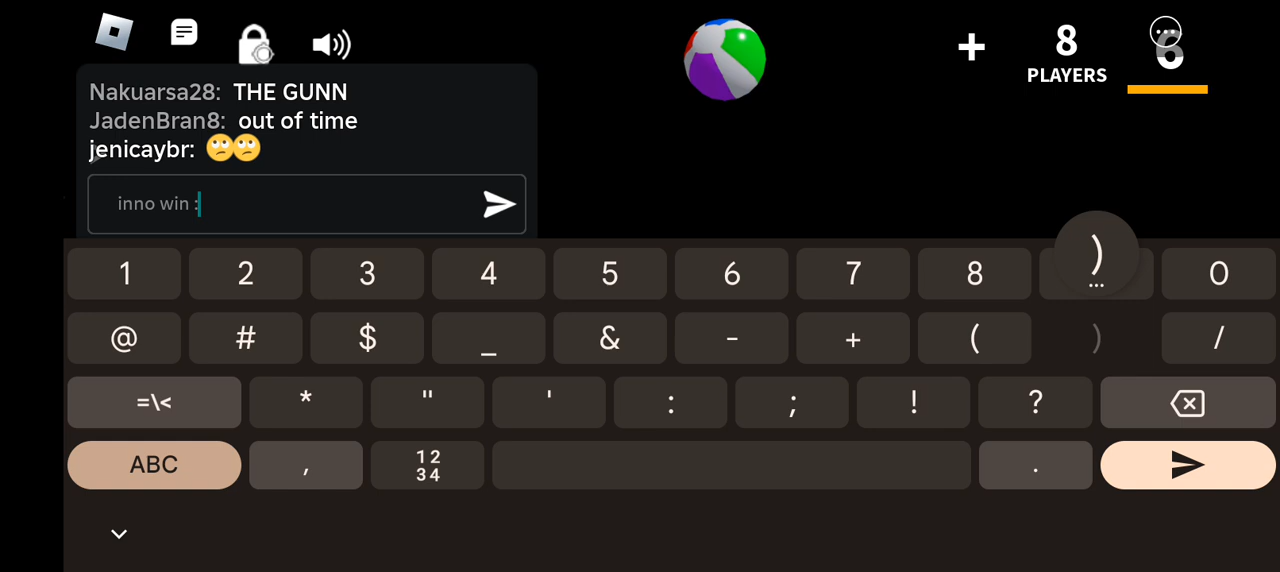 8
6
PLAYERS
Nakuarsa28: THE GUNN
JadenBran8: out of time
jenicaybr: 🙄🙄
inno win :
)
1 2 3 4 5 6 7 8 0
@ # $ _ & - + ( ) /
=\< * " ' : ; ! ?
ABC , 12 .
34